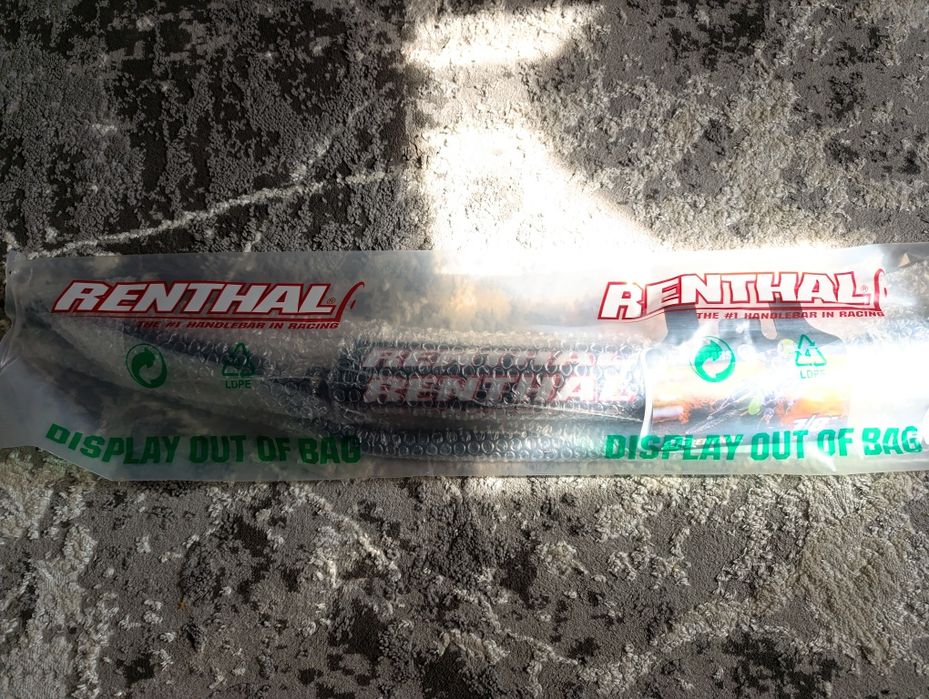 RENTHAL®
THE #1 HANDLEBAR IN RACING
LDPE
DISPLAY OUT OF BAG
RENTHAL
RENTHAL
RENTHAL
THE #1 HANDLEBAR IN RACING
4
LDPE
DISPLAY OUT OF BAG